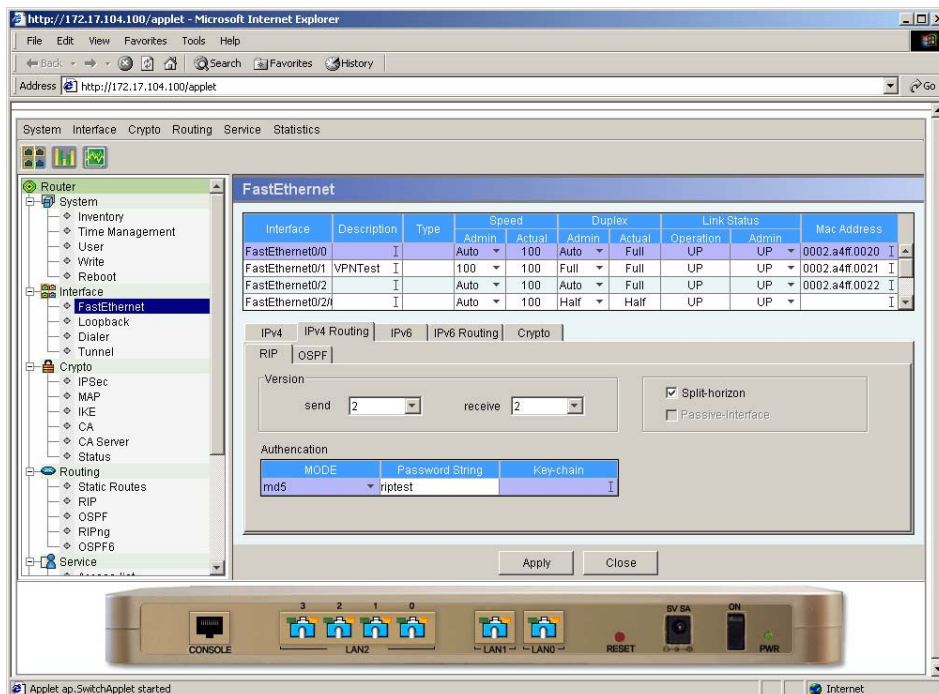 http://172.17.104.100/applet - Microsoft Internet Explorer
File Edit View Favorites Tools Help
Back Search Favorites History
Address http://172.17.104.100/applet Go
System Interface Crypto Routing Service Statistics
Router
System
Inventory
Time Management
User
Write
Reboot
Interface
FastEthernet
Loopback
Dialer
Tunnel
Crypto
IPSec
MAP
IKE
CA
CA Server
Status
Routing
Static Routes
RIP
OSPF
RIPng
OSPF6
Service
FastEthernet
Interface Description Type Speed Duplex Link Status Mac Address
Admin Actual Admin Actual Operation Admin
FastEthernet0/0 Auto 100 Auto Full UP UP 0002.a4ff.0020
FastEthernet0/1 VPNTest 100 100 Full Full UP UP 0002.a4ff.0021
FastEthernet0/2 Auto 100 Auto Full UP UP 0002.a4ff.0022
FastEthernet0/2/ Auto 100 Half Half UP UP
IPv4 IPv4 Routing IPv6 IPv6 Routing Crypto
RIP OSPF
Version
send 2 receive 2
Split-horizon
Passive-Interface
Authencation
MODE Password String Key-chain
md5 riptest
Apply Close
3 2 1 0
CONSOLE LAN2 LAN1 LAN0 RESET 5V 5A ON PWR
Applet ap.SwitchApplet started Internet